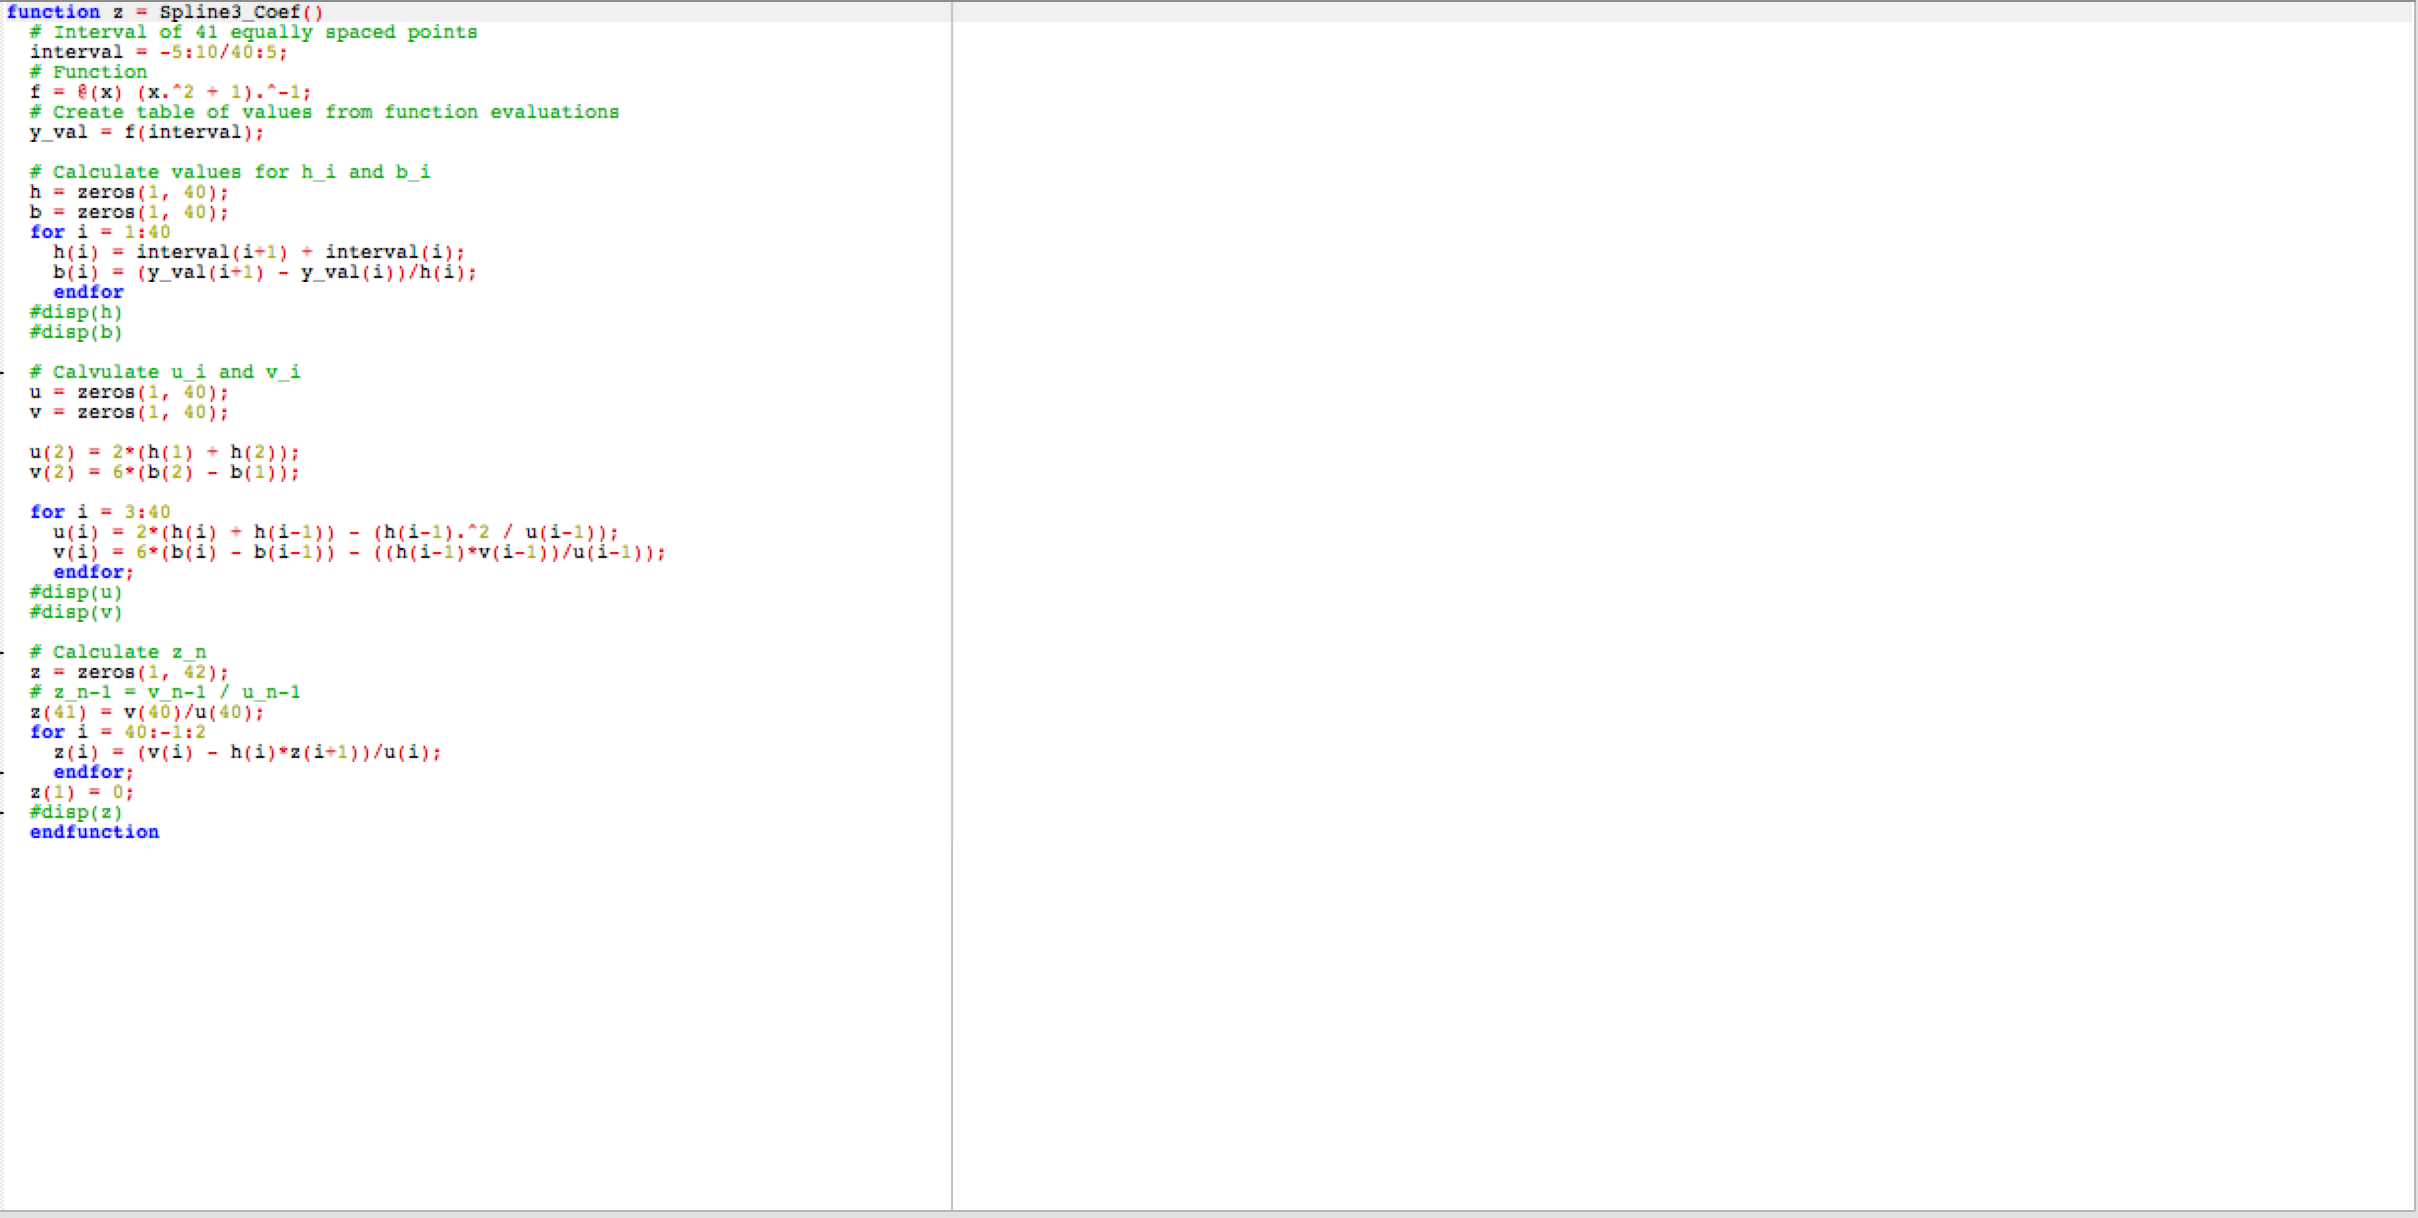 function z = Spline3_Coef()
# Interval of 41 equally spaced points
interval = -5:10/40:5;
# Function
f = @(x) (x.^2 + 1).^-1;
# Create table of values from function evaluations
y_val = f(interval);
# Calculate values for h_i and b_i
h = zeros(1, 40);
b = zeros(1, 40);
for i = 1:40
h(i) = interval(i+1) + interval(i);
b(i) = (y_val(i+1) - y_val(i))/h(i);
endfor
#disp(h)
#disp(b)
# Calvulate u_i and v_i
u = zeros(1, 40);
v = zeros(1, 40);
u(2) = 2*(h(1) + h(2));
v(2) = 6*(b(2) - b(1));
for i = 3:40
u(i) = 2*(h(i) + h(i-1)) - (h(i-1).^2 / u(i-1));
v(i) = 6*(b(i) - b(i-1)) - ((h(i-1)*v(i-1))/u(i-1));
endfor;
#disp(u)
#disp(v)
# Calculate z_n
z = zeros(1, 42);
# z_n-1 = v_n-1 / u_n-1
z(41) = v(40)/u(40);
for i = 40:-1:2
z(i) = (v(i) - h(i)*z(i+1))/u(i);
endfor;
z(1) = 0;
#disp(z)
endfunction